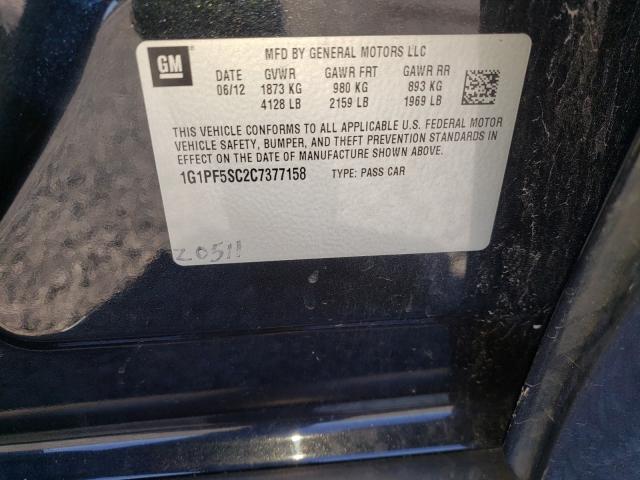 GM
MFD BY GENERAL MOTORS LLC
DATE GVWR GAWR FRT GAWR RR
06/12 1873 KG 980 KG 893 KG
4128 LB 2159 LB 1969 LB
THIS VEHICLE CONFORMS TO ALL APPLICABLE U.S. FEDERAL MOTOR
VEHICLE SAFETY, BUMPER, AND THEFT PREVENTION STANDARDS IN
EFFECT ON THE DATE OF MANUFACTURE SHOWN ABOVE.
1G1PF5SC2C7377158 TYPE: PASS CAR
20511